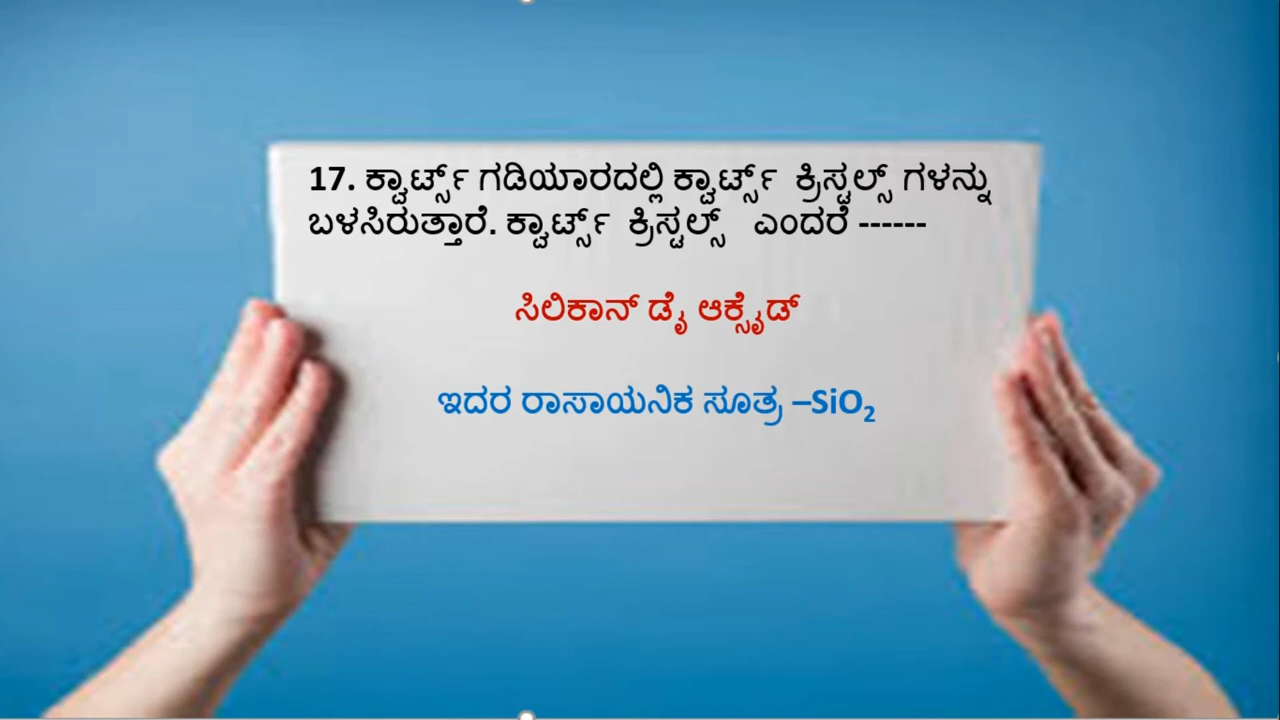 17. ಕ್ವಾರ್ಟ್ಸ್ ಗಡಿಯಾರದಲ್ಲಿ ಕ್ವಾರ್ಟ್ಸ್ ಕ್ರಿಸ್ಟಲ್ಸ್ ಗಳನ್ನು
ಬಳಸಿರುತ್ತಾರೆ. ಕ್ವಾರ್ಟ್ಸ್ ಕ್ರಿಸ್ಟಲ್ಸ್ ಎಂದರೆ ------
ಸಿಲಿಕಾನ್ ಡೈ ಆಕ್ಸೈಡ್
ಇದರ ರಾಸಾಯನಿಕ ಸೂತ್ರ –SiO₂